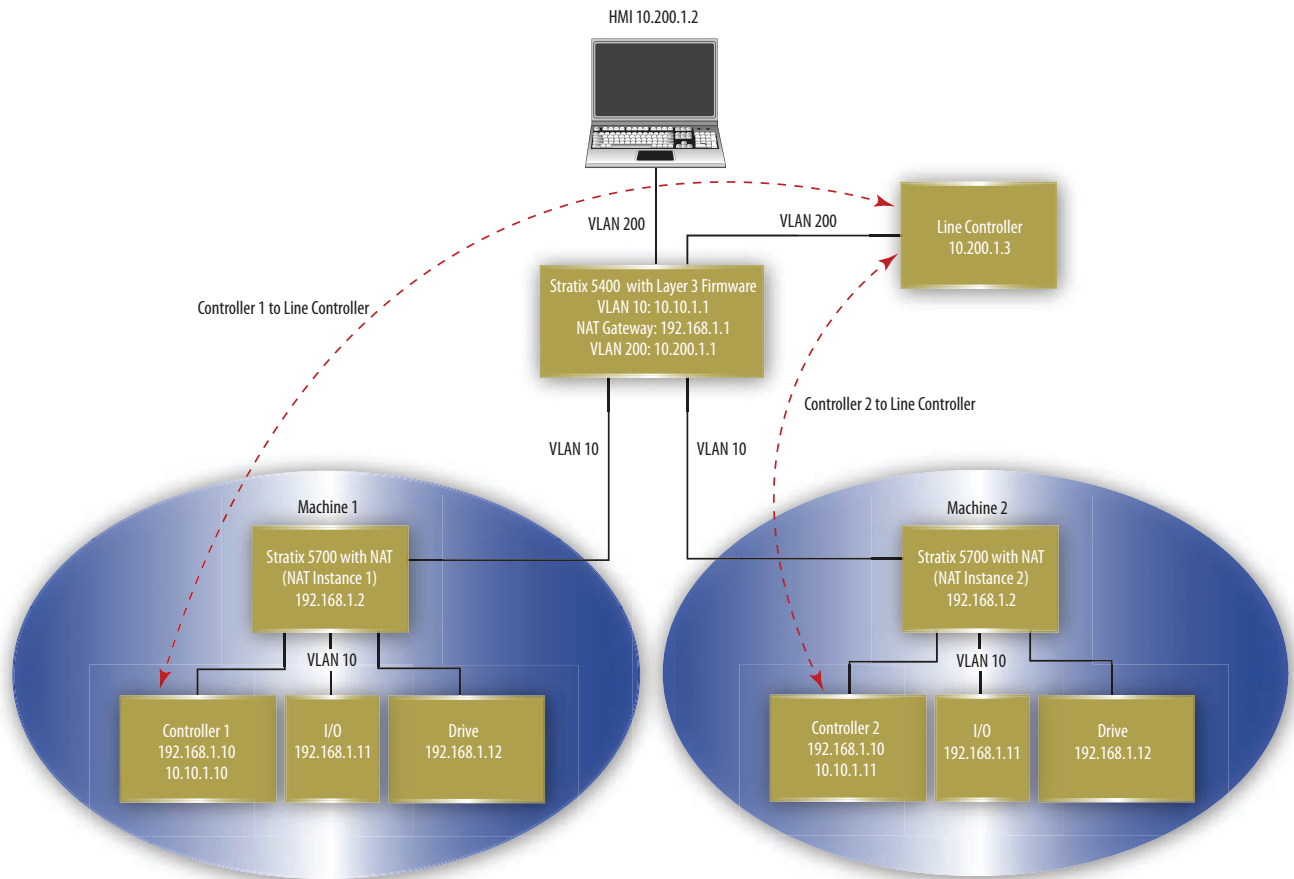 HMI 10.200.1.2
VLAN 200
VLAN 200
Line Controller
10.200.1.3
Stratix 5400 with Layer 3 Firmware
VLAN 10: 10.10.1.1
NAT Gateway: 192.168.1.1
VLAN 200: 10.200.1.1
Controller 1 to Line Controller
Controller 2 to Line Controller
VLAN 10
VLAN 10
Machine 1
Stratix 5700 with NAT
(NAT Instance 1)
192.168.1.2
VLAN 10
Controller 1
192.168.1.10
10.10.1.10
I/O
192.168.1.11
Drive
192.168.1.12
Machine 2
Stratix 5700 with NAT
(NAT Instance 2)
192.168.1.2
VLAN 10
Controller 2
192.168.1.10
10.10.1.11
I/O
192.168.1.11
Drive
192.168.1.12